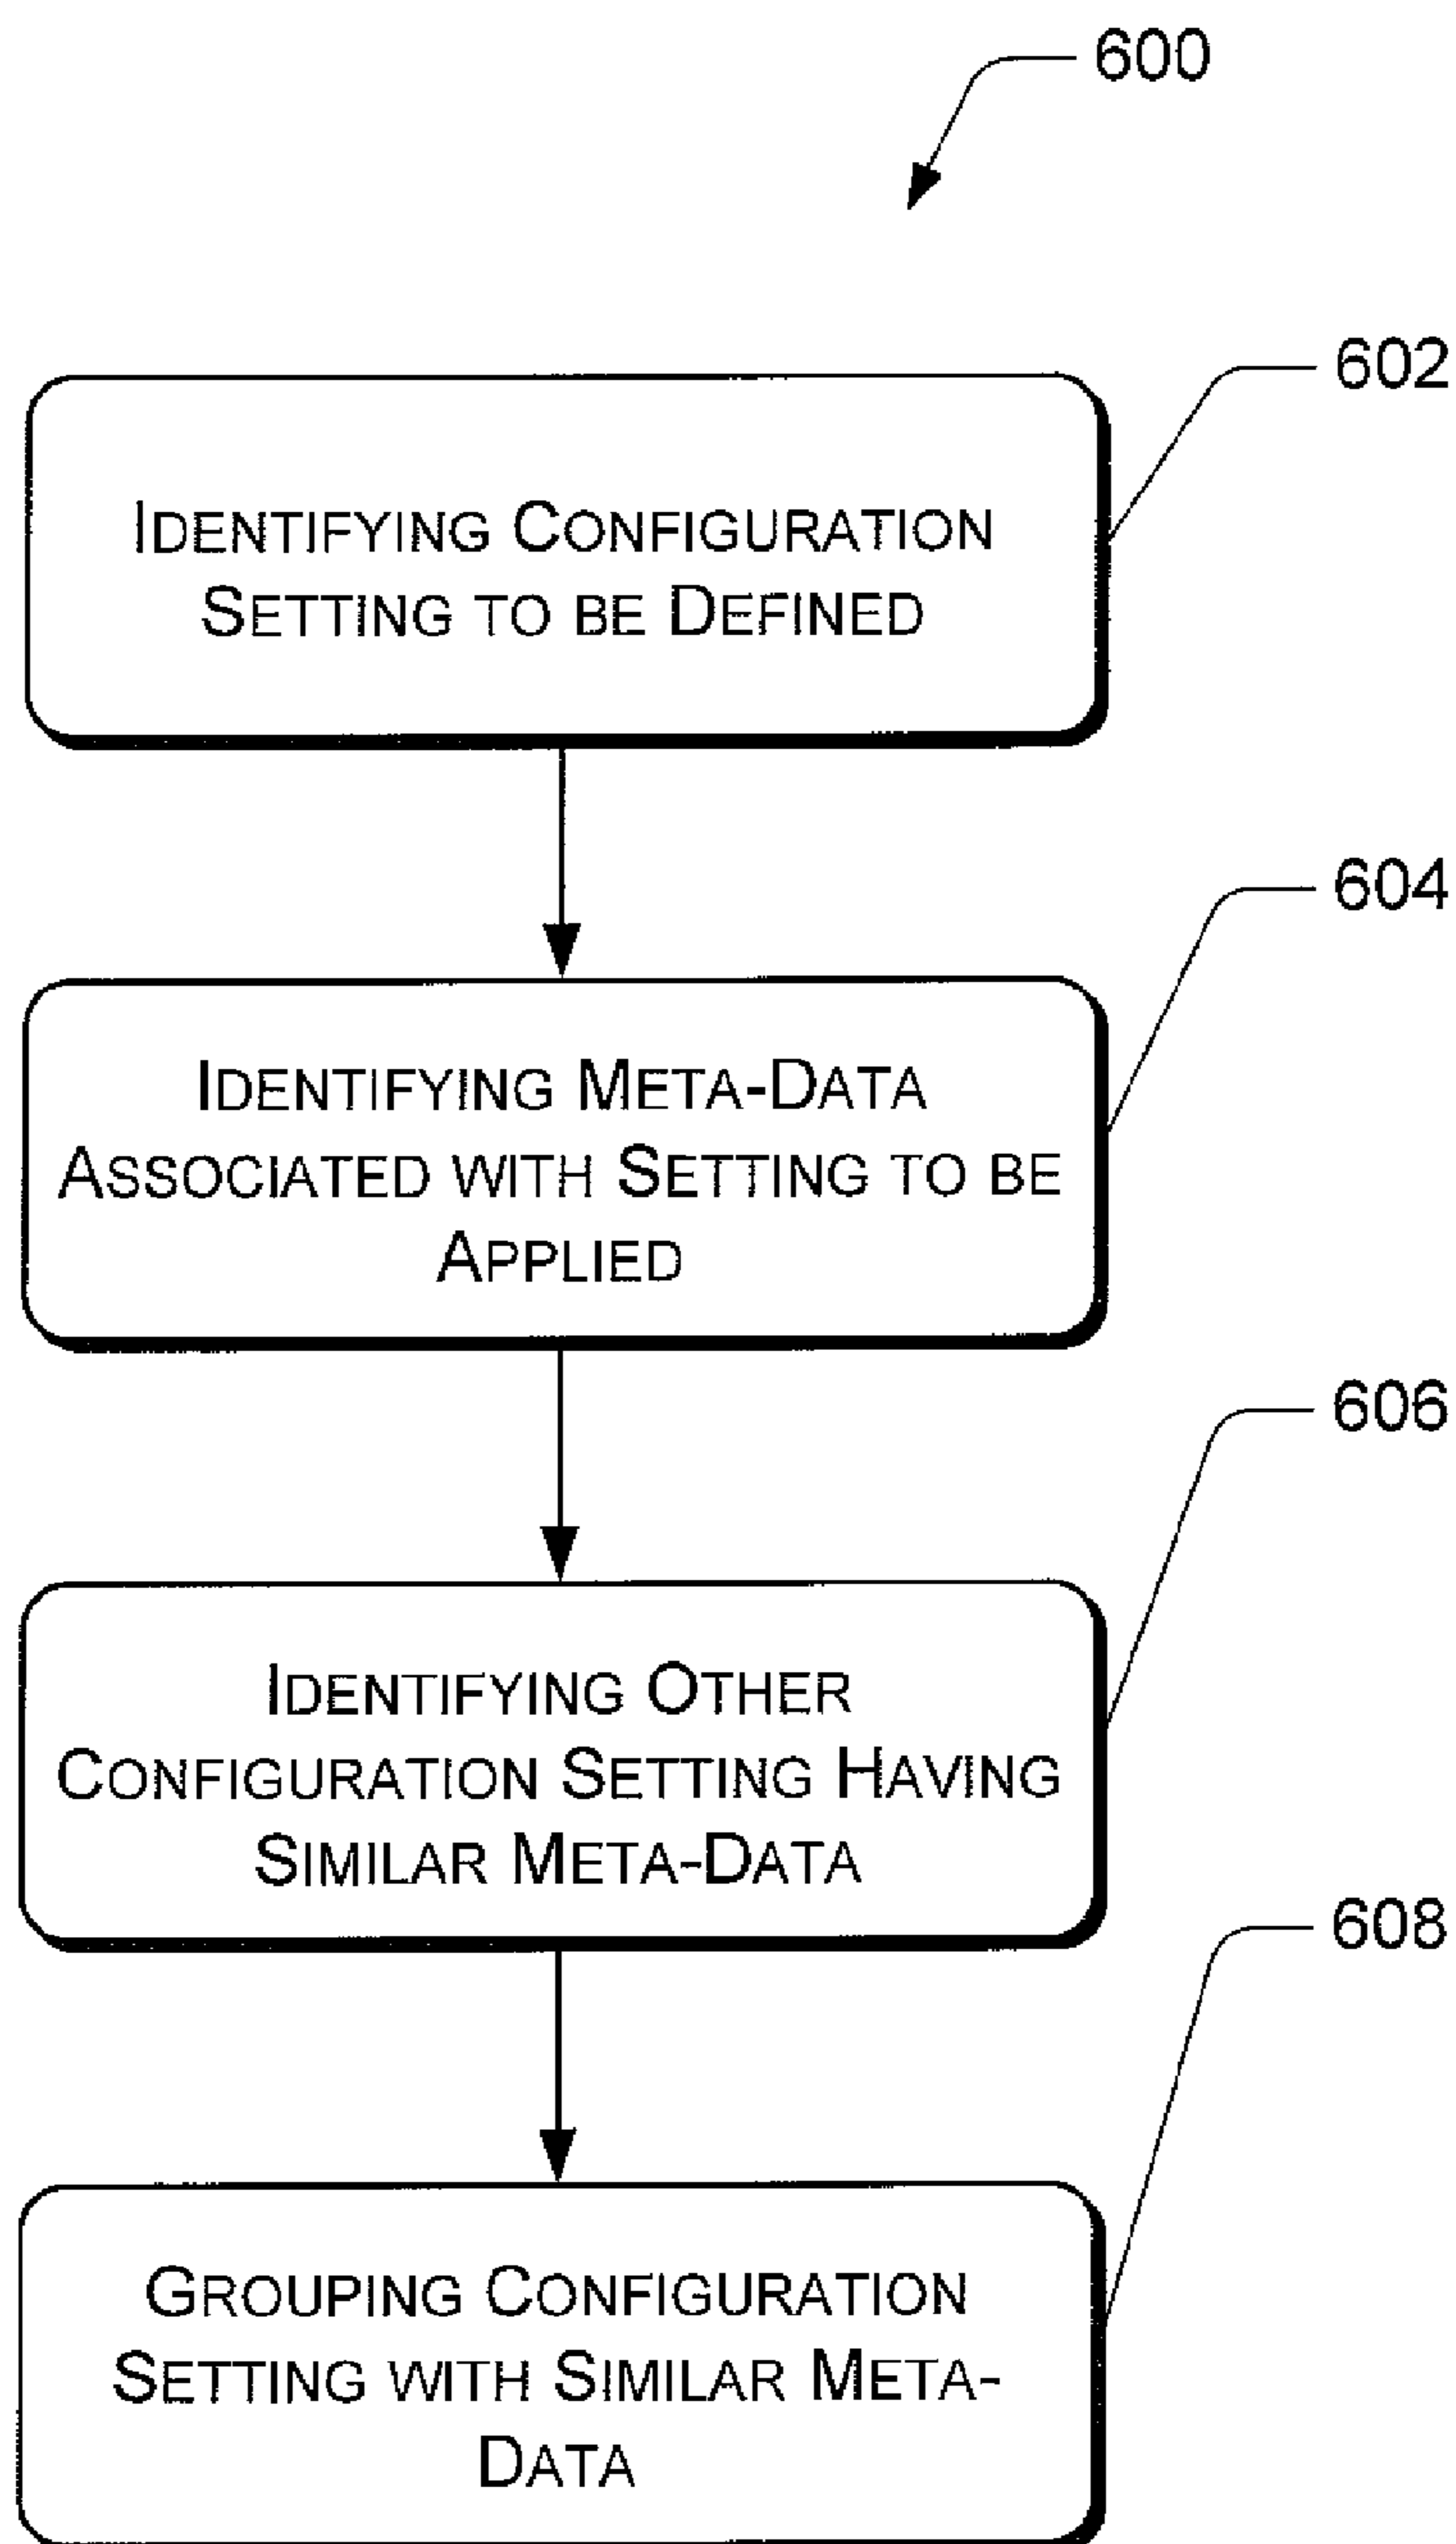 600
602
IDENTIFYING CONFIGURATION
SETTING TO BE DEFINED
604
IDENTIFYING META-DATA
ASSOCIATED WITH SETTING TO BE
APPLIED
606
IDENTIFYING OTHER
CONFIGURATION SETTING HAVING
SIMILAR META-DATA
608
GROUPING CONFIGURATION
SETTING WITH SIMILAR META-
DATA